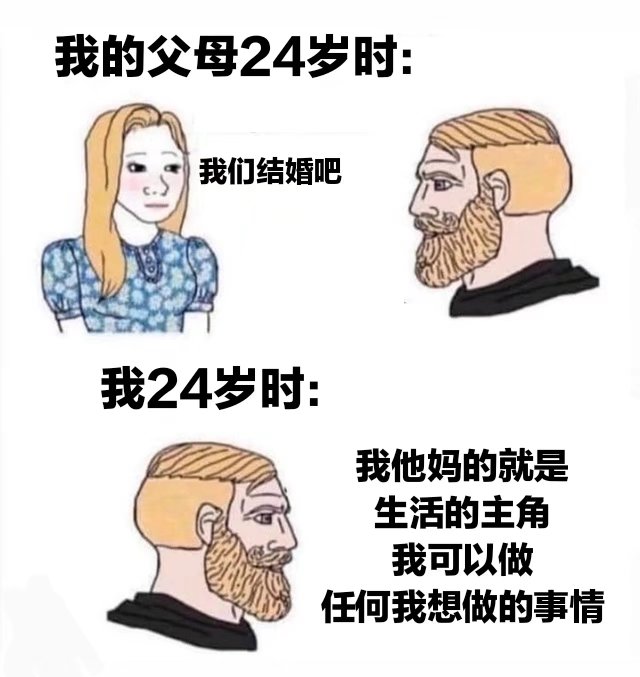 我的父母24岁时:
我们结婚吧
我24岁时:
我他妈的就是
生活的主角
我可以做
任何我想做的事情